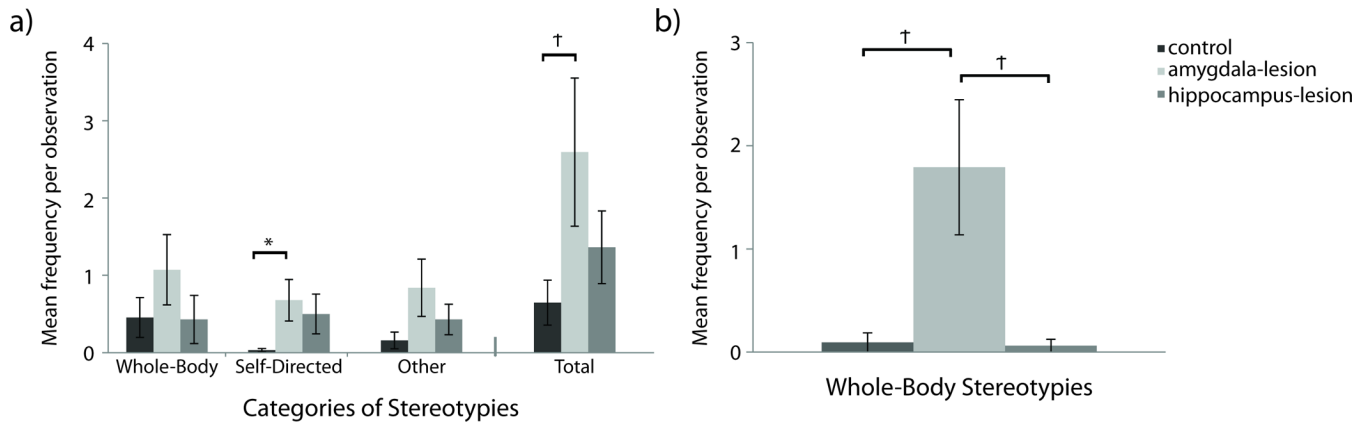 a)
Mean frequency per observation
4
3
2
1
0
†
*
Whole-Body Self-Directed Other Total
Categories of Stereotypies
b)
Mean frequency per observation
3
2
1
0
† †
Whole-Body Stereotypies
control
amygdala-lesion
hippocampus-lesion